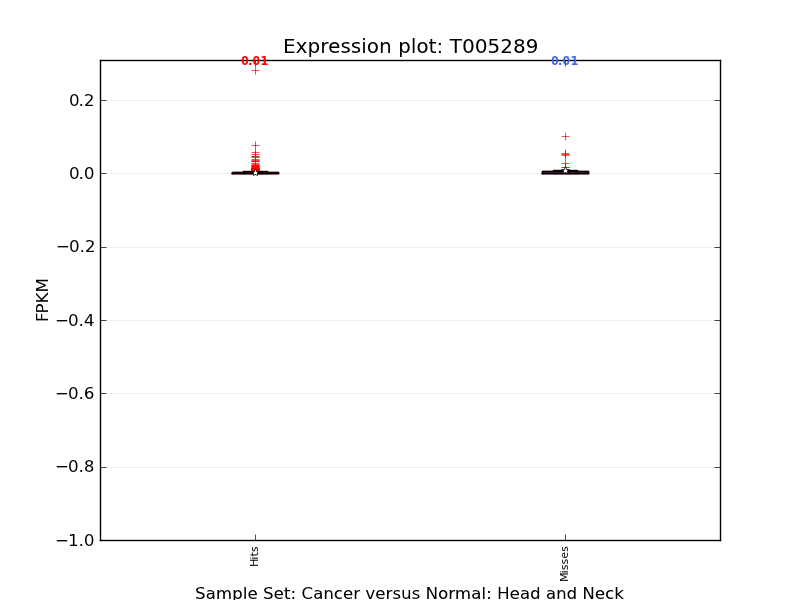 Expression plot: T005289
0.01 0.01
0.2
0.0
−0.2
−0.4
−0.6
−0.8
−1.0
FPKM
Hits Misses
Sample Set: Cancer versus Normal: Head and Neck